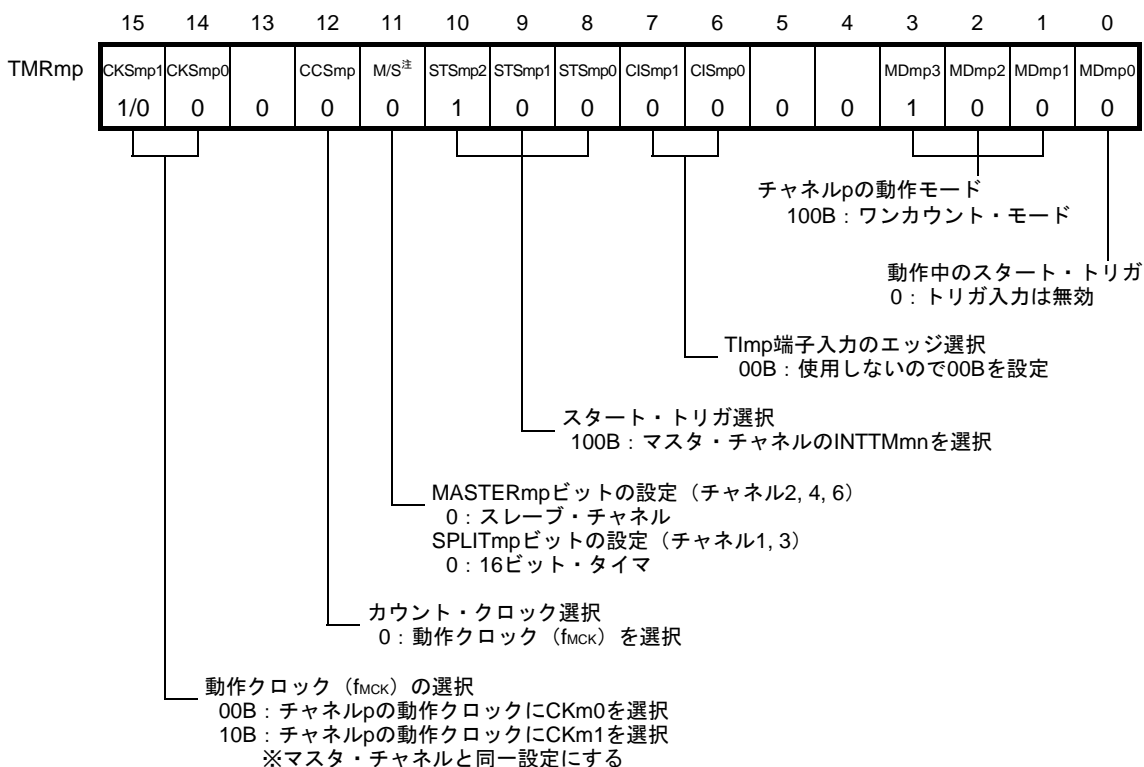 15 14 13 12 11 10 9 8 7 6 5 4 3 2 1 0
TMRmp CKSmp1 CKSmp0 CCSmp M/S注 STSmp2 STSmp1 STSmp0 CISmp1 CISmp0 MDmp3 MDmp2 MDmp1 MDmp0
1/0 0 0 0 0 1 0 0 0 0 0 0 1 0 0 0
チャネルpの動作モード
100B：ワンカウント・モード
動作中のスタート・トリガ
0：トリガ入力は無効
TImp端子入力のエッジ選択
00B：使用しないので00Bを設定
スタート・トリガ選択
100B：マスタ・チャネルのINTTMmnを選択
MASTERmpビットの設定（チャネル2, 4, 6）
0：スレーブ・チャネル
SPLITmpビットの設定（チャネル1, 3）
0：16ビット・タイマ
カウント・クロック選択
0：動作クロック（fMCK）を選択
動作クロック（fMCK）の選択
00B：チャネルpの動作クロックにCKm0を選択
10B：チャネルpの動作クロックにCKm1を選択
※マスタ・チャネルと同一設定にする